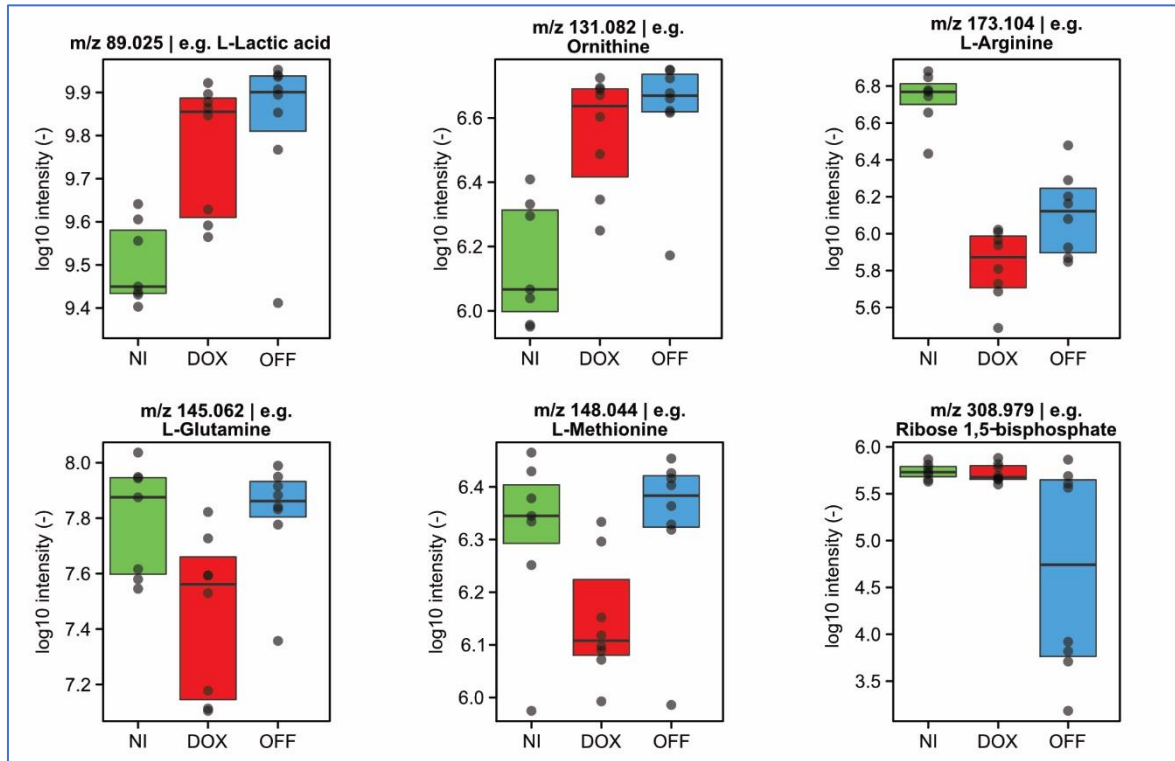 m/z 89.025 | e.g. L-Lactic acid
log10 intensity (-)
9.9
9.8
9.7
9.6
9.5
9.4
NI DOX OFF
m/z 131.082 | e.g.
Ornithine
log10 intensity (-)
6.6
6.4
6.2
6.0
NI DOX OFF
m/z 173.104 | e.g.
L-Arginine
log10 intensity (-)
6.8
6.6
6.4
6.2
6.0
5.8
5.6
NI DOX OFF
m/z 145.062 | e.g.
L-Glutamine
log10 intensity (-)
8.0
7.8
7.6
7.4
7.2
NI DOX OFF
m/z 148.044 | e.g.
L-Methionine
log10 intensity (-)
6.4
6.3
6.2
6.1
6.0
NI DOX OFF
m/z 308.979 | e.g.
Ribose 1,5−bisphosphate
log10 intensity (-)
6.0
5.5
5.0
4.5
4.0
3.5
NI DOX OFF